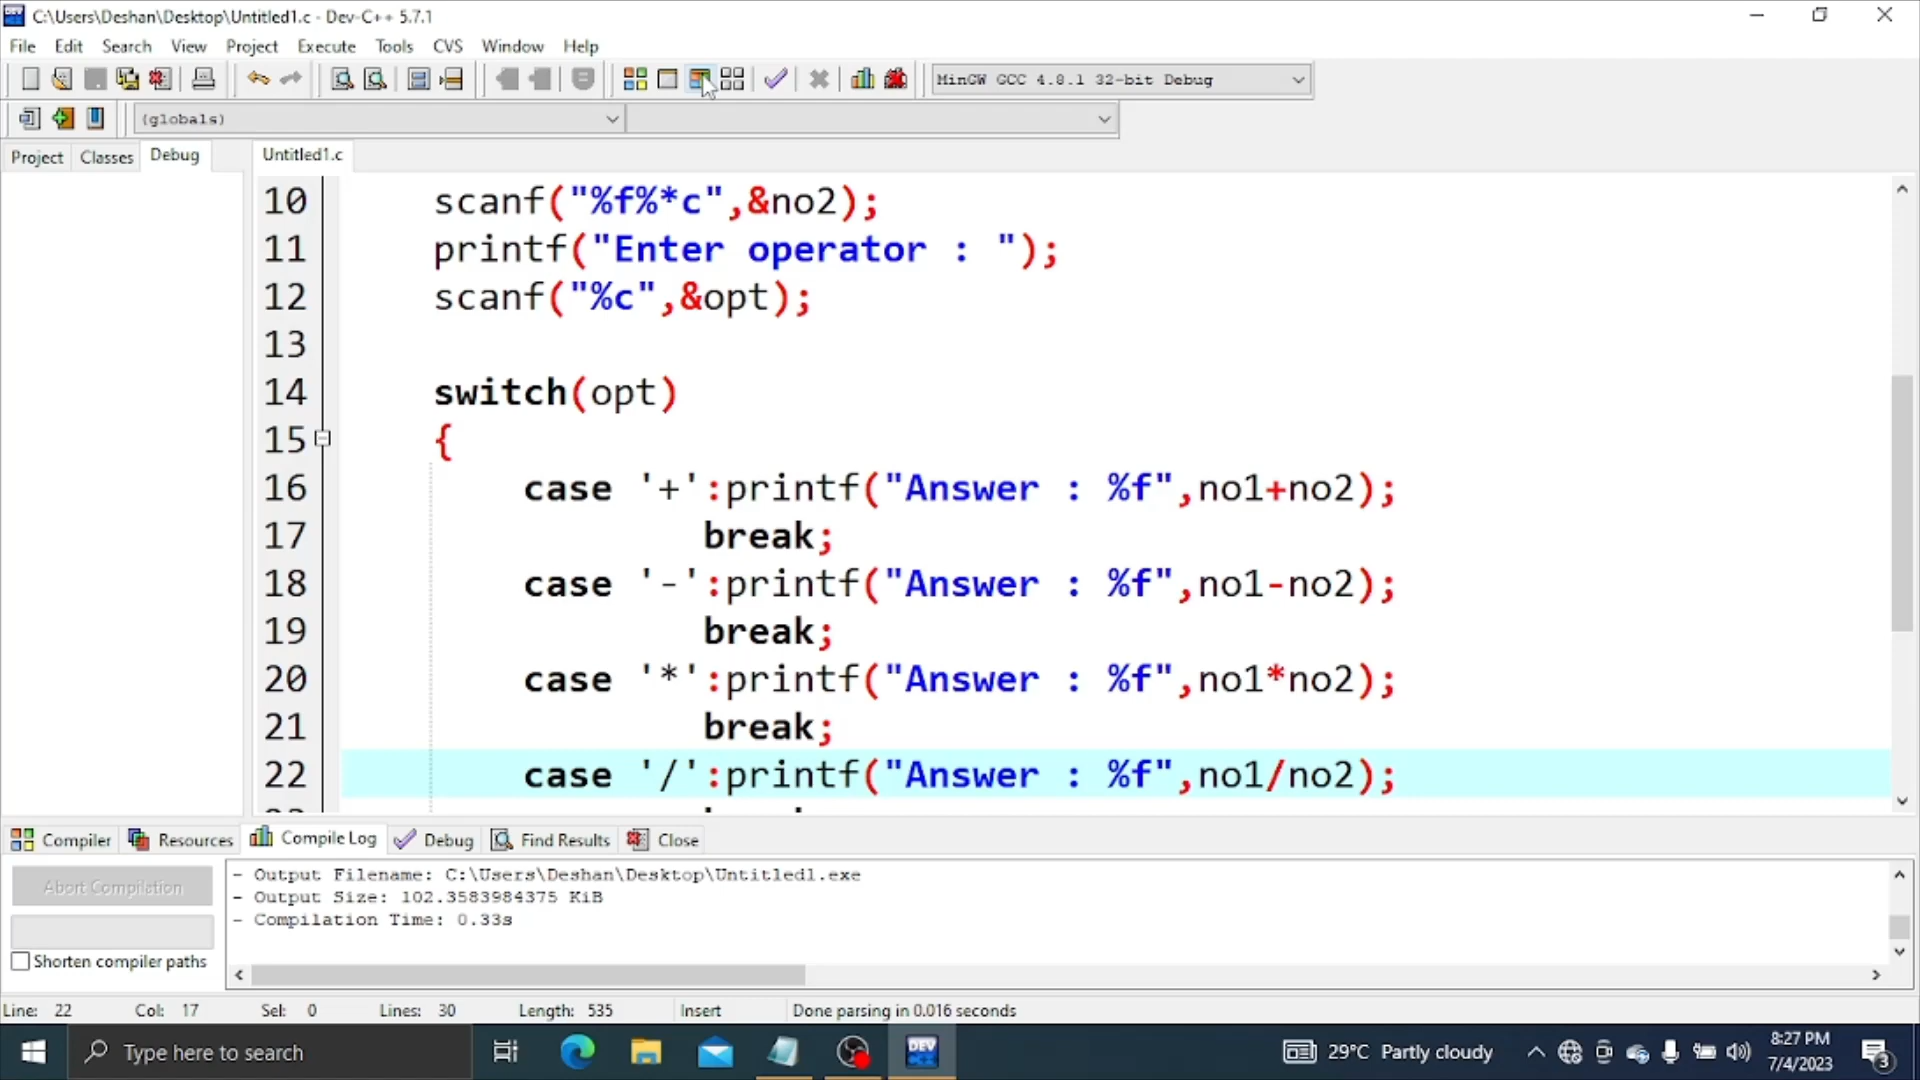 C:\Users\Deshan\Desktop\Untitled1.c - Dev-C++ 5.7.1
File Edit Search View Project Execute Tools CVS Window Help
MinGW GCC 4.8.1 32-bit Debug
(globals)
Project Classes Debug Untitled1.c
10 scanf("%f%*c",&no2);
11 printf("Enter operator : ");
12 scanf("%c",&opt);
13
14 switch(opt)
15 {
16 case '+':printf("Answer : %f",no1+no2);
17 break;
18 case '-':printf("Answer : %f",no1-no2);
19 break;
20 case '*':printf("Answer : %f",no1*no2);
21 break;
22 case '/':printf("Answer : %f",no1/no2);
Compiler Resources Compile Log Debug Find Results Close
Abort Compilation
Shorten compiler paths
- Output Filename: C:\Users\Deshan\Desktop\Untitled1.exe
- Output Size: 102.3583984375 KiB
- Compilation Time: 0.33s
Line: 22 Col: 17 Sel: 0 Lines: 30 Length: 535 Insert Done parsing in 0.016 seconds
Type here to search
DEV
29°C Partly cloudy
8:27 PM
7/4/2023
3